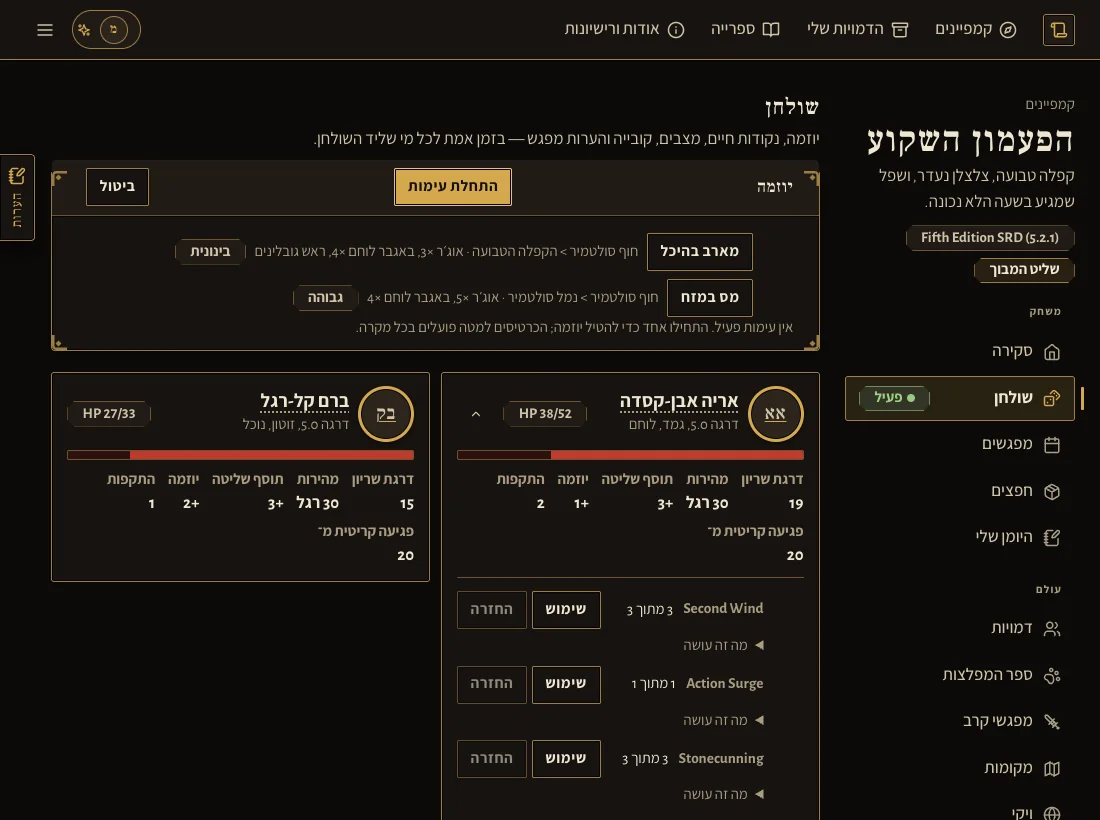 קמפיינים
הדמויות שלי
ספרייה
אודות ורישיונות
מ
קמפיינים
הפעמון השקוע
קפלה טבועה, צלצלן נעדר, ושפל
שמגיע בשעה הלא נכונה.
Fifth Edition SRD (5.2.1)
שליט המבוך
משחק
סקירה
שולחן
פעיל
מפגשים
חפצים
היומן שלי
עולם
דמויות
ספר המפלצות
מפגשי קרב
מקומות
ויקי
שולחן
יוזמה, נקודות חיים, מצבים, קובייה והערות מפגש — בזמן אמת לכל מי שליד השולחן.
יוזמה
התחלת עימות
ביטול
מארב בהיכל חוף סולטמיר > הקפלה הטבועה · אוג׳ר ×3, באגבר לוחם ×4, ראש גובלינים בינונית
מס במזח חוף סולטמיר > נמל סולטמיר · אוג׳ר ×5, באגבר לוחם ×4 גבוהה
אין עימות פעיל. התחילו אחד כדי להטיל יוזמה; הכרטיסים למטה פועלים בכל מקרה.
אא
אריה אבן-קסדה
דרגה 5.0, גמד, לוחם
HP 38/52
דרגת שריון מהירות תוסף שליטה יוזמה התקפות
19 30 רגל +3 +1 2
פגיעה קריטית מ־
20
Second Wind 3 מתוך 3 שימוש החזרה
מה זה עושה
Action Surge 1 מתוך 1 שימוש החזרה
מה זה עושה
Stonecunning 3 מתוך 3 שימוש החזרה
מה זה עושה
בק
ברם קל-רגל
דרגה 5.0, זוטון, נוכל
HP 27/33
דרגת שריון מהירות תוסף שליטה יוזמה התקפות
15 30 רגל +3 +2 1
פגיעה קריטית מ־
20
הערות